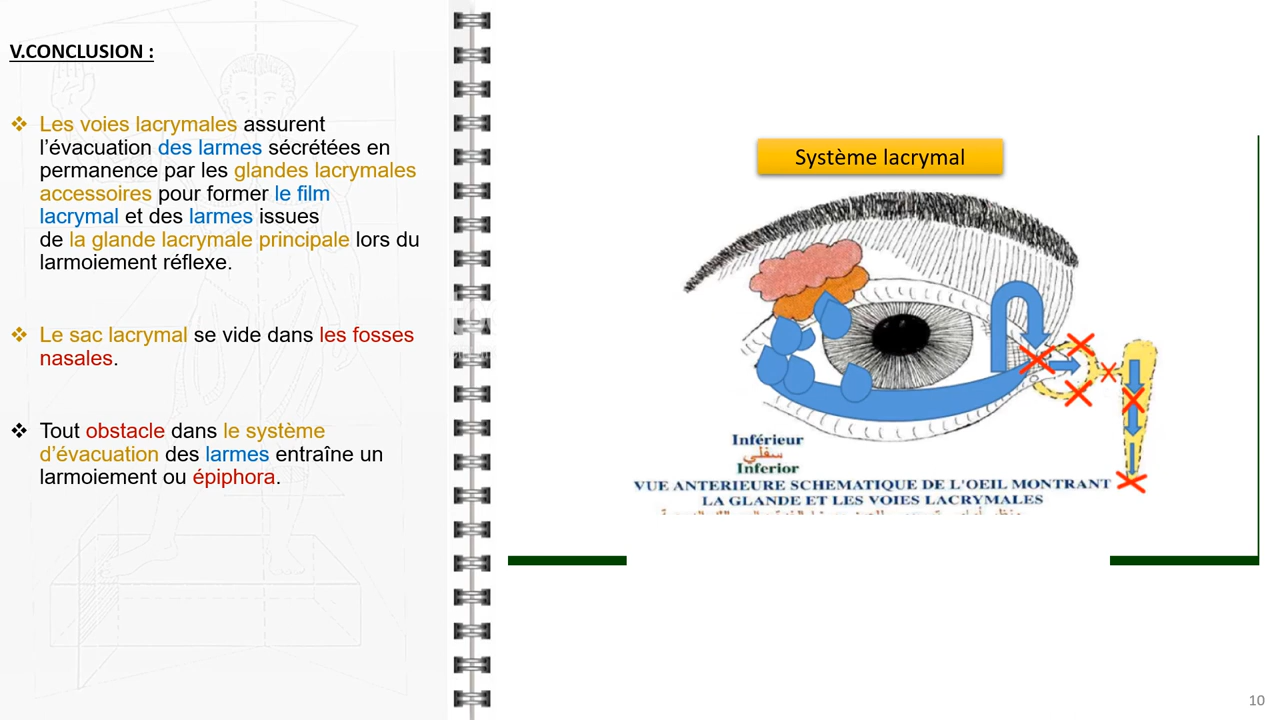 V.CONCLUSION :
❖ Les voies lacrymales assurent
l’évacuation des larmes sécrétées en
permanence par les glandes lacrymales
accessoires pour former le film
lacrymal et des larmes issues
de la glande lacrymale principale lors du
larmoiement réflexe.
❖ Le sac lacrymal se vide dans les fosses
nasales.
❖ Tout obstacle dans le système
d’évacuation des larmes entraîne un
larmoiement ou épiphora.
Système lacrymal
Inférieur
سفلي
Inferior
VUE ANTERIEURE SCHEMATIQUE DE L'OEIL MONTRANT
LA GLANDE ET LES VOIES LACRYMALES
10